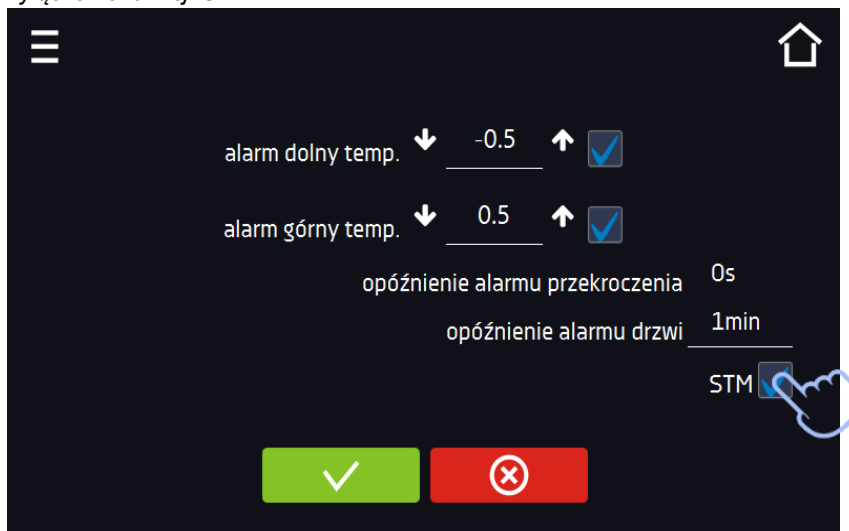 alarm dolny temp. -0.5
alarm górny temp. 0.5
opóźnienie alarmu przekroczenia 0s
opóźnienie alarmu drzwi 1min
STM